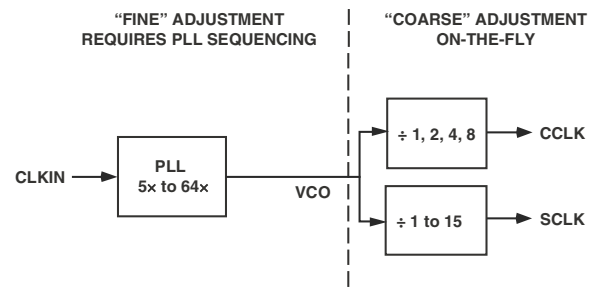 “FINE” ADJUSTMENT
REQUIRES PLL SEQUENCING
“COARSE” ADJUSTMENT
ON-THE-FLY
CLKIN
PLL
5× to 64×
VCO
÷ 1, 2, 4, 8
CCLK
÷ 1 to 15
SCLK